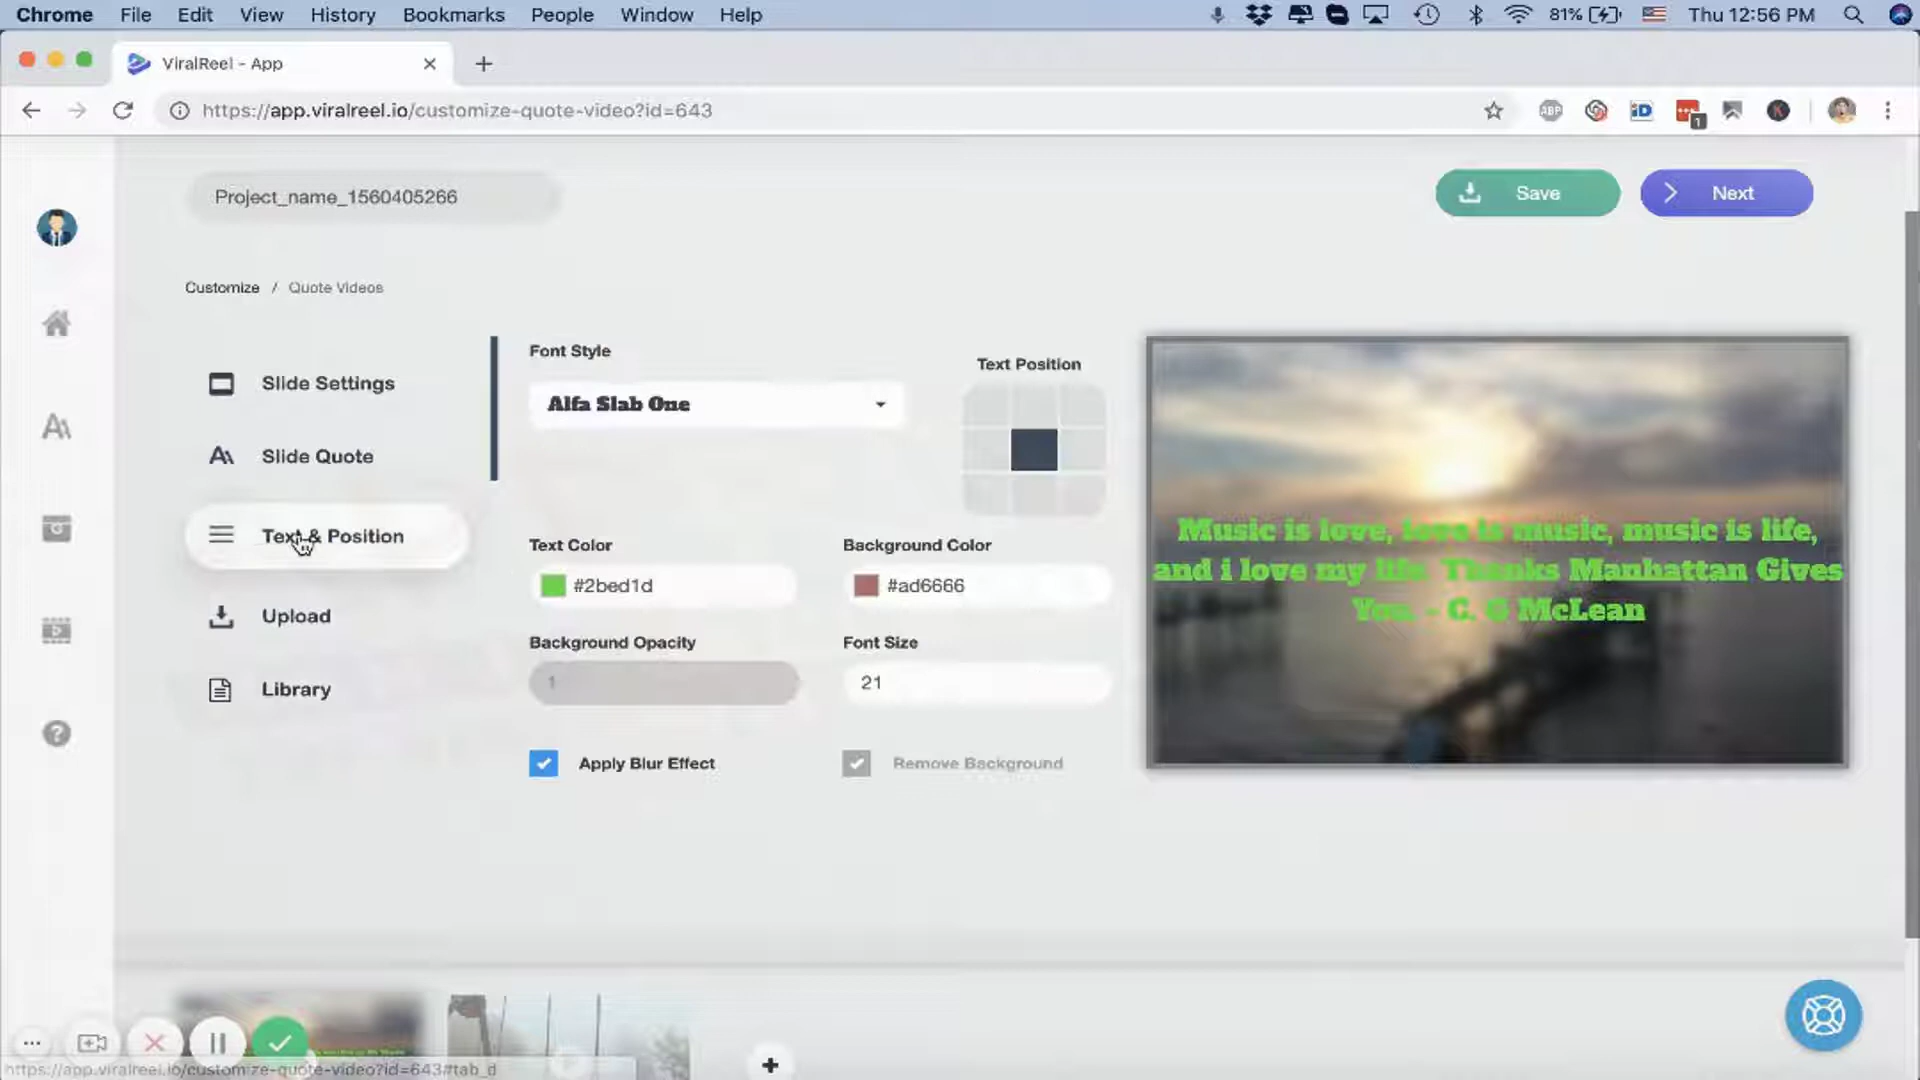 Chrome File Edit View History Bookmarks People Window Help 81% Thu 12:56 PM
ViralReel - App
https://app.viralreel.io/customize-quote-video?id=643
ABP iD 1 K
Project_name_1560405266
Save
Next
Customize / Quote Videos
Slide Settings
Slide Quote
Text & Position
Upload
Library
Font Style
Alfa Slab One
Text Position
Text Color
#2bed1d
Background Color
#ad6666
Background Opacity
1
Font Size
21
Apply Blur Effect
Remove Background
Music is love, love is music, music is life,
and i love my life. Thanks Manhattan Gives
You. - C. G McLean
https://app.viralreel.io/customize-quote-video?id=643#tab_d